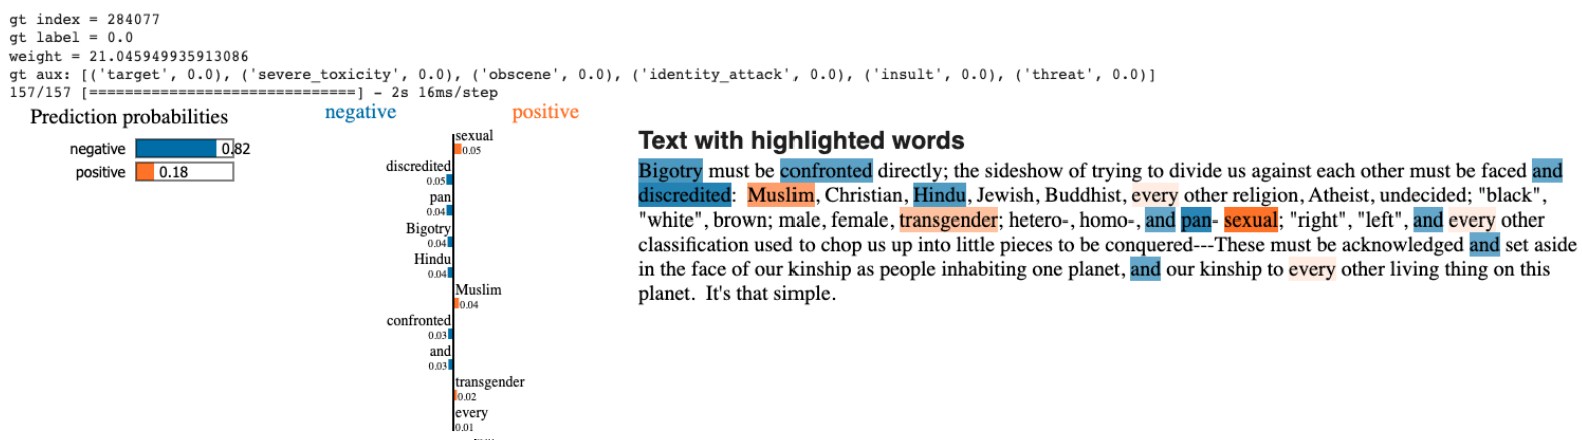 gt index = 284077
gt label = 0.0
weight = 21.045949935913086
gt aux: [('target', 0.0), ('severe_toxicity', 0.0), ('obscene', 0.0), ('identity_attack', 0.0), ('insult', 0.0), ('threat', 0.0)]
157/157 [==============================] - 2s 16ms/step
Prediction probabilities
negative 0.82
positive 0.18
negative positive
sexual
0.05
discredited
0.05
pan
0.04
Bigotry
0.04
Hindu
0.04
Muslim
0.04
confronted
0.03
and
0.03
transgender
0.02
every
0.01
Text with highlighted words
Bigotry must be confronted directly; the sideshow of trying to divide us against each other must be faced and
discredited:  Muslim, Christian, Hindu, Jewish, Buddhist, every other religion, Atheist, undecided; "black",
"white", brown; male, female, transgender; hetero-, homo-, and pan- sexual; "right", "left", and every other
classification used to chop us up into little pieces to be conquered---These must be acknowledged and set aside
in the face of our kinship as people inhabiting one planet, and our kinship to every other living thing on this
planet.  It's that simple.